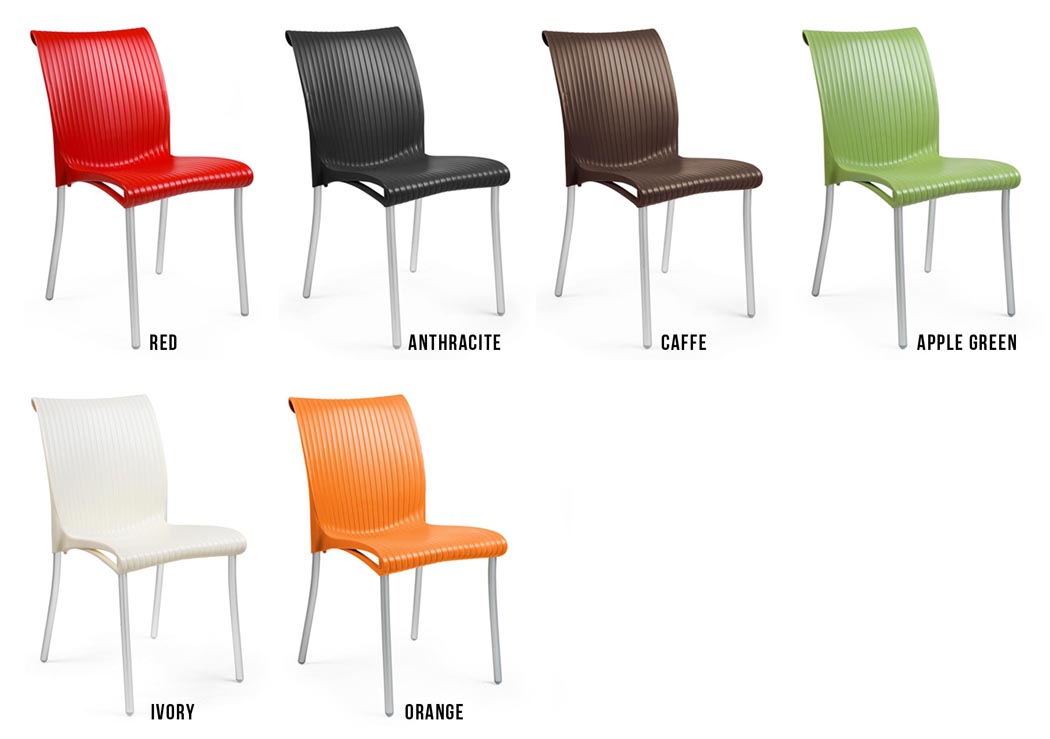 RED
ANTHRACITE
CAFFE
APPLE GREEN
IVORY
ORANGE